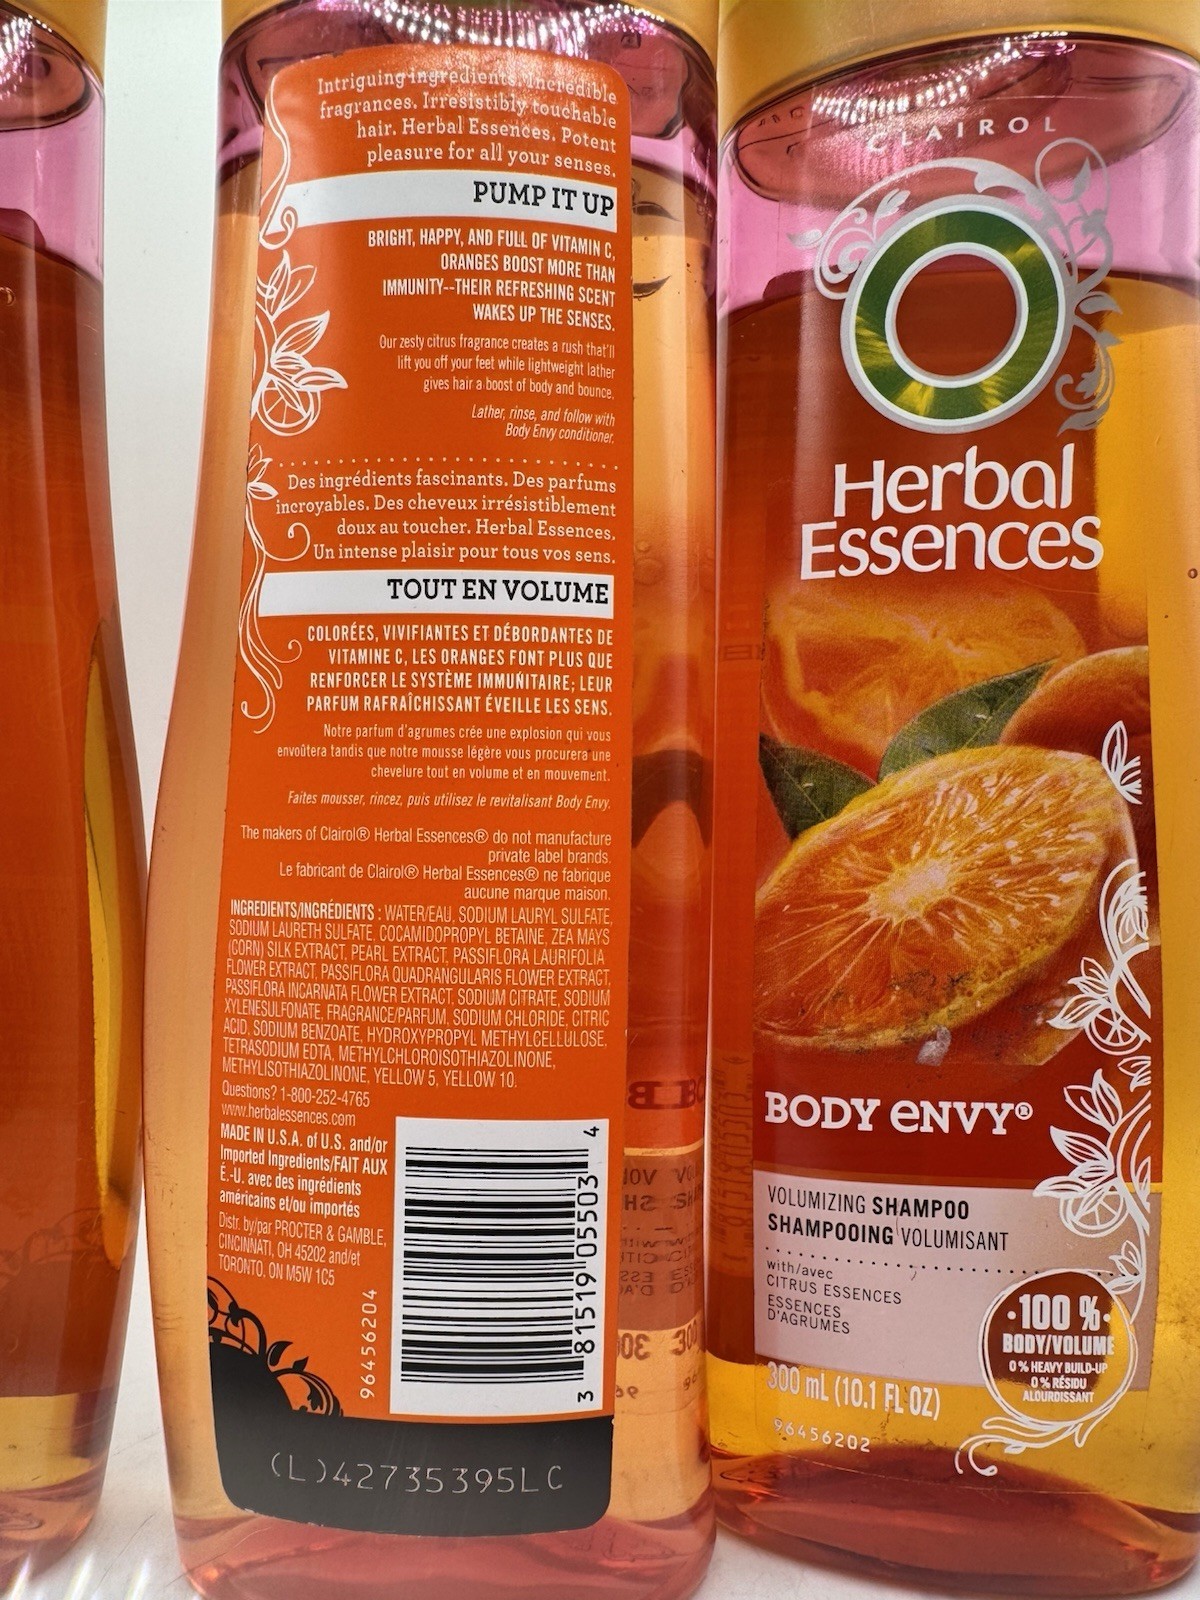 Intriguing ingredients. Incredible
fragrances. Irresistibly touchable
hair. Herbal Essences. Potent
pleasure for all your senses.
PUMP IT UP
BRIGHT, HAPPY, AND FULL OF VITAMIN C,
ORANGES BOOST MORE THAN
IMMUNITY--THEIR REFRESHING SCENT
WAKES UP THE SENSES.
Our zesty citrus fragrance creates a rush that'll
lift you off your feet while lightweight lather
gives hair a boost of body and bounce.
Lather, rinse, and follow with
Body Envy conditioner.
Des ingrédients fascinants. Des parfums
incroyables. Des cheveux irrésistiblement
doux au toucher. Herbal Essences.
Un intense plaisir pour tous vos sens.
TOUT EN VOLUME
COLORÉES, VIVIFIANTES ET DÉBORDANTES DE
VITAMINE C, LES ORANGES FONT PLUS QUE
RENFORCER LE SYSTÈME IMMUNITAIRE; LEUR
PARFUM RAFRAÎCHISSANT ÉVEILLE LES SENS.
Notre parfum d'agrumes crée une explosion qui vous
envoûtera tandis que notre mousse légère vous procurera une
chevelure tout en volume et en mouvement.
Faites mousser, rincez, puis utilisez le revitalisant Body Envy.
The makers of Clairol® Herbal Essences® do not manufacture
private label brands.
Le fabricant de Clairol® Herbal Essences® ne fabrique
aucune marque maison.
INGREDIENTS/INGRÉDIENTS : WATER/EAU, SODIUM LAURYL SULFATE,
SODIUM LAURETH SULFATE, COCAMIDOPROPYL BETAINE, ZEA MAYS
(CORN) SILK EXTRACT, PEARL EXTRACT, PASSIFLORA LAURIFOLIA
FLOWER EXTRACT, PASSIFLORA QUADRANGULARIS FLOWER EXTRACT,
PASSIFLORA INCARNATA FLOWER EXTRACT, SODIUM CITRATE, SODIUM
XYLENESULFONATE, FRAGRANCE/PARFUM, SODIUM CHLORIDE, CITRIC
ACID, SODIUM BENZOATE, HYDROXYPROPYL METHYLCELLULOSE,
TETRASODIUM EDTA, METHYLCHLOROISOTHIAZOLINONE,
METHYLISOTHIAZOLINONE, YELLOW 5, YELLOW 10.
Questions? 1-800-252-4765
www.herbalessences.com
MADE IN U.S.A. of U.S. and/or
Imported Ingredients/FAIT AUX
É.-U. avec des ingrédients
américains et/ou importés
Distr. by/par PROCTER & GAMBLE,
CINCINNATI, OH 45202 and/et
TORONTO, ON M5W 1C5
96456204
3 81519 05503 4
(L)42735395LC
CLAIROL
Herbal
Essences
BODY ENVY®
VOLUMIZING SHAMPOO
SHAMPOOING VOLUMISANT
with/avec
CITRUS ESSENCES
ESSENCES
D'AGRUMES
100 %
BODY/VOLUME
0 % HEAVY BUILD-UP
0 % RÉSIDU
ALOURDISSANT
300 mL (10.1 FL OZ)
96456202